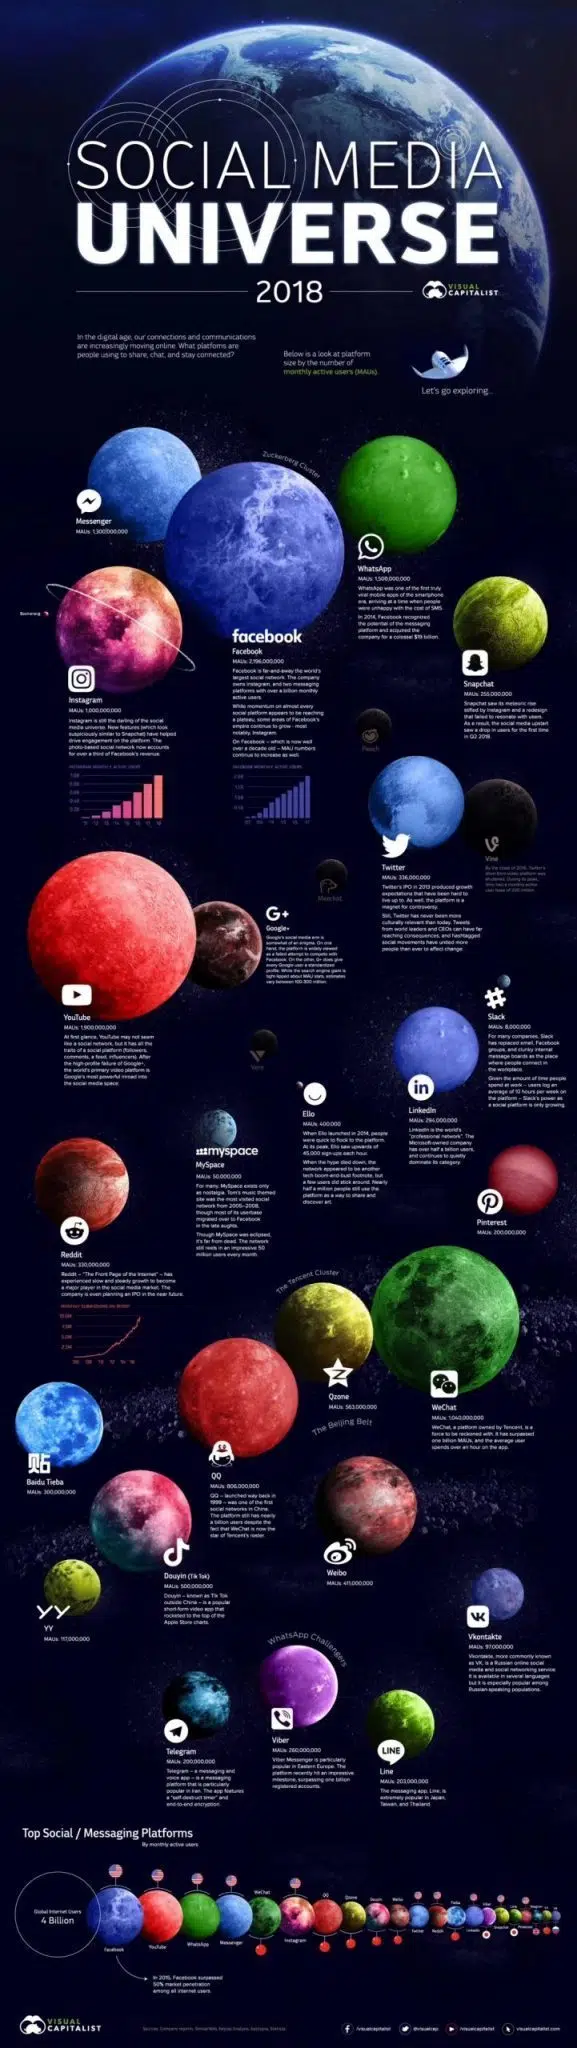 SOCIAL MEDIA
UNIVERSE
2018
VISUAL
CAPITALIST
In the digital age, our connections and communications
are increasingly moving online. What platforms are
people using to share, chat, and stay connected?
Below is a look at platform
size by the number of
monthly active users (MAUs).
Let's go exploring...
Zuckerberg Cluster
Messenger
MAUs: 1,300,000,000
WhatsApp
MAUs: 1,500,000,000
WhatsApp was one of the first truly
viral mobile apps of the smartphone
era, arriving at a time when people
were unhappy with the cost of SMS.
In 2014, Facebook recognized
the potential of the messaging
platform and acquired the
company for a colossal $19 billion.
facebook
Facebook
MAUs: 2,196,000,000
Facebook is far-and-away the world's
largest social network. The company
owns Instagram, and two messaging
platforms with over a billion monthly
active users.
While momentum on almost every
social platform appears to be reaching
a plateau, some areas of Facebook's
empire continue to grow - most
notably, Instagram.
On Facebook – which is now well
over a decade old – MAU numbers
continue to increase as well.
Boomerang
Instagram
MAUs: 1,000,000,000
Instagram is still the darling of the social
media universe. New features (which look
suspiciously similar to Snapchat) have helped
drive engagement on the platform. The
photo-based social network now accounts
for over a third of Facebook's revenue.
INSTAGRAM MONTHLY ACTIVE USERS
FACEBOOK MONTHLY ACTIVE USERS
Snapchat
MAUs: 255,000,000
Snapchat saw its meteoric rise
stifled by Instagram and a redesign
that failed to resonate with users.
As a result, the social media upstart
saw a drop in users for the first time
in Q2 2018.
Peach
Twitter
MAUs: 336,000,000
Twitter's IPO in 2013 produced growth
expectations that have been hard to
live up to. As well, the platform is a
magnet for controversy.
Still, Twitter has never been more
culturally relevant than today. Tweets
from world leaders and CEOs can have far
reaching consequences, and hashtagged
social movements have united more
people than ever to affect change.
Vine
Meerkat
G+
Google+
Google's social media arm is
somewhat of an enigma. On one
hand, the platform is widely viewed
as a failed attempt to compete with
Facebook. On the other, G+ does give
every Google user a standardized
profile. While the search engine giant is
tight-lipped about MAU stats, estimates
vary between 100-300 million.
YouTube
MAUs: 1,900,000,000
At first glance, YouTube may not seem
like a social network, but it has all the
traits of a social platform (followers,
comments, a feed, influencers). After
the high-profile failure of Google+,
the world's primary video platform is
Google's most powerful inroad into
the social media space.
Slack
MAUs: 8,000,000
For many companies, Slack
has replaced email, Facebook
groups, and clunky internal
message boards as the place
where people connect in
the workplace.
Given the amount of time people
spend at work – users log an
average of 10 hours per week on
the platform – Slack's power as
a social platform is only growing.
in
LinkedIn
MAUs: 294,000,000
LinkedIn is the world's
"professional network". The
Microsoft-owned company
has over half a billion users,
and continues to quietly
dominate its category.
Ello
MAUs: 400,000
When Ello launched in 2014, people
were quick to flock to the platform.
At its peak, Ello saw upwards of
45,000 sign-ups each hour.
When the hype died down, the
network appeared to be another
tech boom-and-bust footnote, but
a few users did stick around. Nearly
half a million people still use the
platform as a way to share and
discover art.
myspace
MySpace
MAUs: 50,000,000
For many, MySpace exists only
as nostalgia. Tom's music themed
site was the most visited social
network from 2005–2008,
though most of its userbase
migrated over to Facebook
in the late aughts.
Though MySpace was eclipsed,
it's far from dead. The network
still reels in an impressive 50
million users every month.
Reddit
MAUs: 330,000,000
Reddit – "The Front Page of the Internet" – has
experienced slow and steady growth to become
a major player in the social media market. The
company is even planning an IPO in the near future.
MONTHLY SUBMISSIONS ON REDDIT
Pinterest
MAUs: 200,000,000
The Tencent Cluster
Qzone
MAUs: 563,000,000
WeChat
MAUs: 1,040,000,000
WeChat, a platform owned by Tencent, is a
force to be reckoned with. It has surpassed
one billion MAUs, and the average user
spends over an hour on the app.
The Beijing Belt
贴
Baidu Tieba
MAUs: 300,000,000
QQ
MAUs: 806,000,000
QQ – launched way back in
1999 – was one of the first
social networks in China.
The platform still has nearly
a billion users despite the
fact that WeChat is now the
star of Tencent's roster.
Douyin (Tik Tok)
MAUs: 500,000,000
Douyin – known as Tik Tok
outside China – is a popular
short-form video app that
rocketed to the top of the
Apple Store charts.
Weibo
MAUs: 411,000,000
YY
MAUs: 117,000,000
Vkontakte
MAUs: 97,000,000
Vkontakte, more commonly known
as VK, is a Russian online social
media and social networking service.
It is available in several languages
but it is especially popular among
Russian-speaking populations.
WhatsApp Challengers
Telegram
MAUs: 200,000,000
Telegram – a messaging and
voice app – is a messaging
platform that is particularly
popular in Iran. The app features
a "self-destruct timer" and
end-to-end encryption.
Viber
MAUs: 260,000,000
Viber Messenger is particularly
popular in Eastern Europe. The
platform recently hit an impressive
milestone, surpassing one billion
registered accounts.
LINE
Line
MAUs: 203,000,000
The messaging app, Line, is
extremely popular in Japan,
Taiwan, and Thailand.
Top Social / Messaging Platforms
By monthly active users
Global Internet Users
4 Billion
Facebook
YouTube
WhatsApp
Messenger
WeChat
Instagram
QQ
Qzone
Douyin
Weibo
Twitter
Reddit
Tieba
LinkedIn
Viber
Snapchat
Line
Pinterest
Telegram
In 2015, Facebook surpassed
50% market penetration
among all internet users.
VISUAL
CAPITALIST
/visualcapitalist
@visualcap
/visualcapitalist
visualcapitalist.com